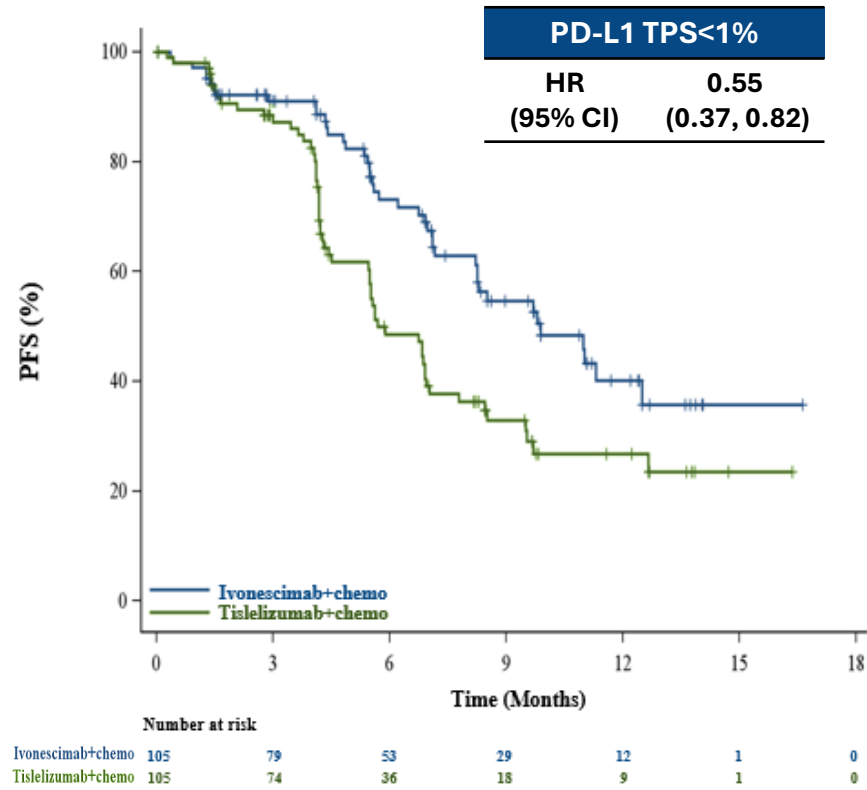 PD-L1 TPS<1%
HR 0.55
(95% CI) (0.37, 0.82)
100
80
60
40
20
0
PFS (%)
Ivonescimab+chemo
Tislelizumab+chemo
0 3 6 9 12 15 18
Time (Months)
Number at risk
Ivonescimab+chemo 105 79 53 29 12 1 0
Tislelizumab+chemo 105 74 36 18 9 1 0